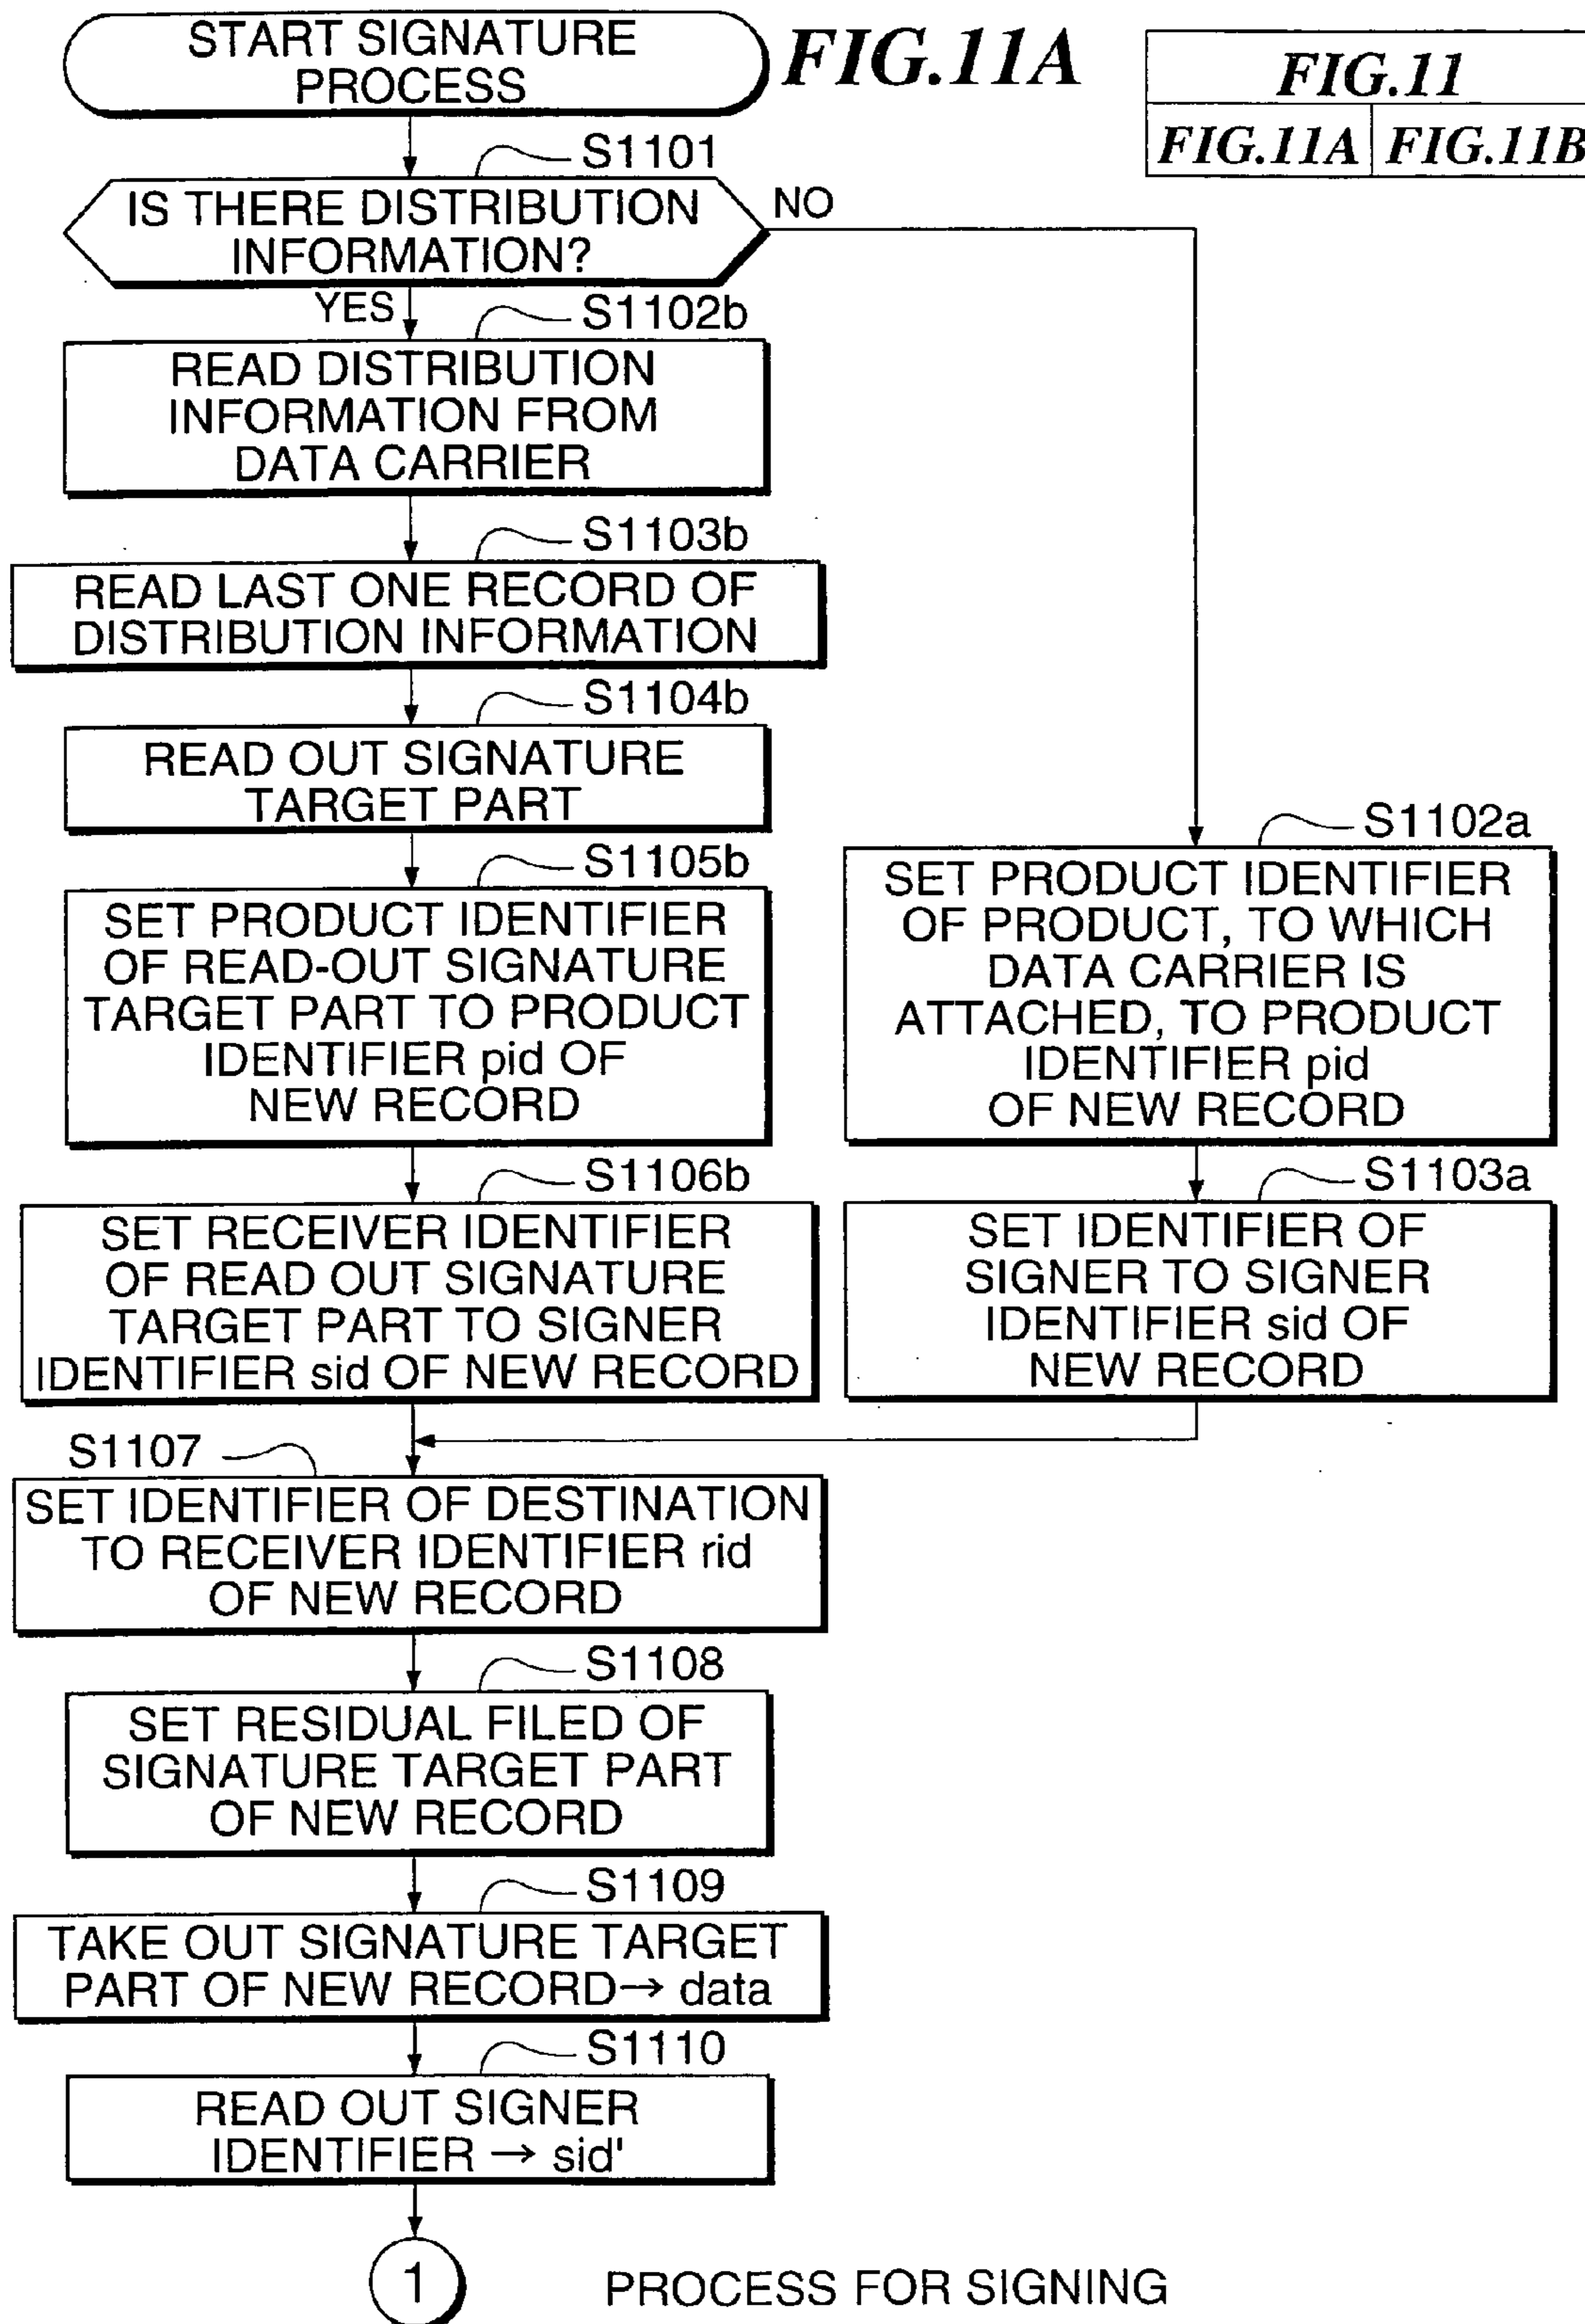 START SIGNATURE
PROCESS
FIG.11A
FIG.11
FIG.11A FIG.11B
S1101
IS THERE DISTRIBUTION
INFORMATION?
NO
YES
S1102b
READ DISTRIBUTION
INFORMATION FROM
DATA CARRIER
S1103b
READ LAST ONE RECORD OF
DISTRIBUTION INFORMATION
S1104b
READ OUT SIGNATURE
TARGET PART
S1105b
SET PRODUCT IDENTIFIER
OF READ-OUT SIGNATURE
TARGET PART TO PRODUCT
IDENTIFIER pid OF
NEW RECORD
S1102a
SET PRODUCT IDENTIFIER
OF PRODUCT, TO WHICH
DATA CARRIER IS
ATTACHED, TO PRODUCT
IDENTIFIER pid
OF NEW RECORD
S1106b
SET RECEIVER IDENTIFIER
OF READ OUT SIGNATURE
TARGET PART TO SIGNER
IDENTIFIER sid OF NEW RECORD
S1103a
SET IDENTIFIER OF
SIGNER TO SIGNER
IDENTIFIER sid OF
NEW RECORD
S1107
SET IDENTIFIER OF DESTINATION
TO RECEIVER IDENTIFIER rid
OF NEW RECORD
S1108
SET RESIDUAL FILED OF
SIGNATURE TARGET PART
OF NEW RECORD
S1109
TAKE OUT SIGNATURE TARGET
PART OF NEW RECORD→ data
S1110
READ OUT SIGNER
IDENTIFIER → sid'
1
PROCESS FOR SIGNING